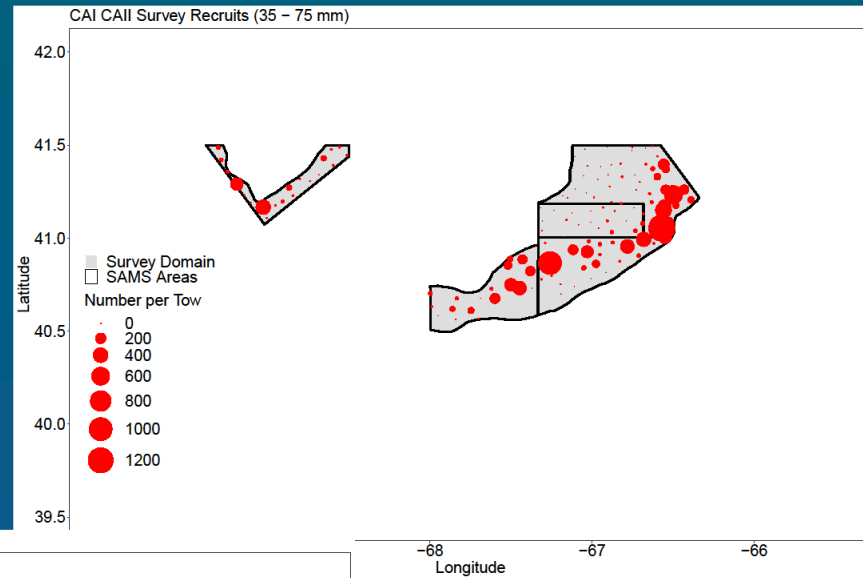 CAI CAII Survey Recruits (35 − 75 mm)
42.0
41.5
41.0
40.5
40.0
39.5
Latitude
Survey Domain
SAMS Areas
Number per Tow
0
200
400
600
800
1000
1200
−68 −67 −66
Longitude